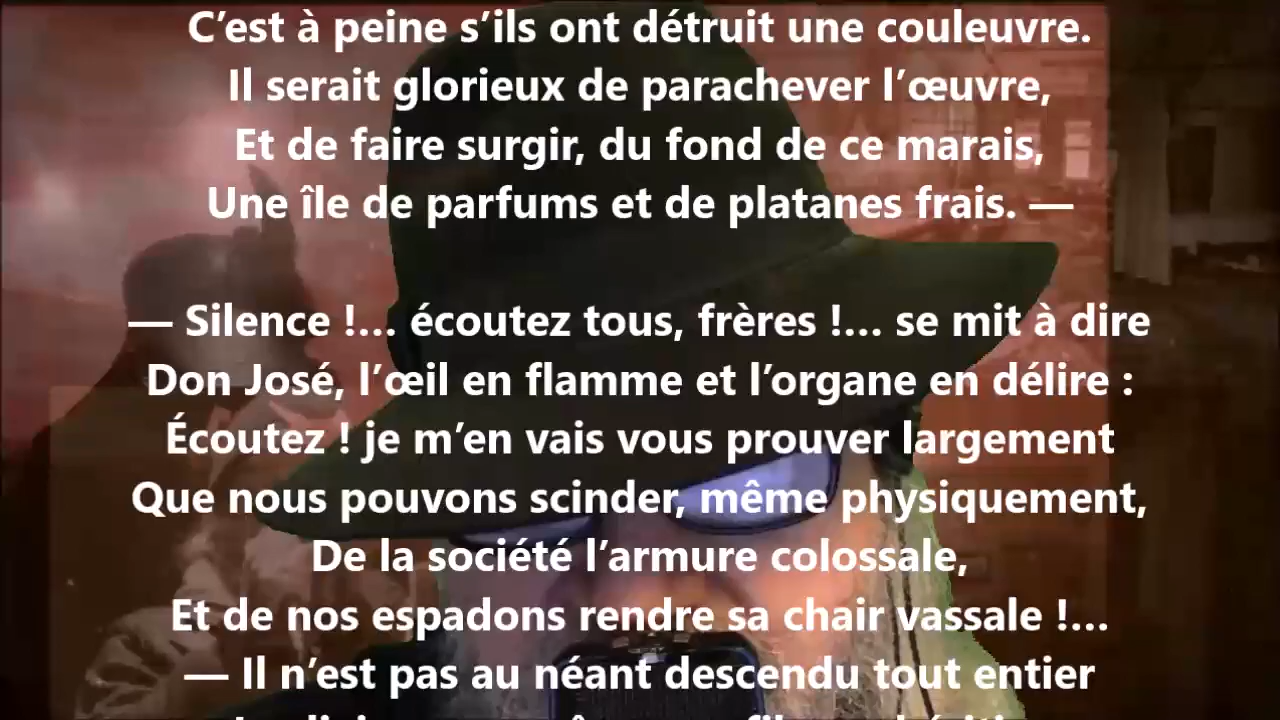 C’est à peine s’ils ont détruit une couleuvre.
Il serait glorieux de parachever l’œuvre,
Et de faire surgir, du fond de ce marais,
Une île de parfums et de platanes frais. —
— Silence !… écoutez tous, frères !… se mit à dire
Don José, l’œil en flamme et l’organe en délire :
Écoutez ! je m’en vais vous prouver largement
Que nous pouvons scinder, même physiquement,
De la société l’armure colossale,
Et de nos espadons rendre sa chair vassale !…
— Il n’est pas au néant descendu tout entier